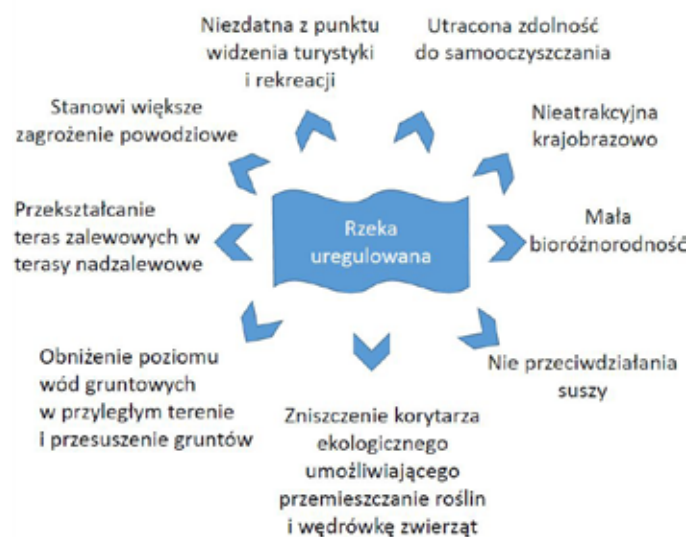 Niezdatna z punktu
widzenia turystyki
i rekreacji
Utracona zdolność
do samooczyszczania
Stanowi większe
zagrożenie powodziowe
Nieatrakcyjna
krajobrazowo
Przekształcanie
teras zalewowych w
terasy nadzalewowe
Rzeka
uregulowana
Mała
bioróżnorodność
Obniżenie poziomu
wód gruntowych
w przyległym terenie
i przesuszenie gruntów
Nie przeciwdziałania
suszy
Zniszczenie korytarza
ekologicznego
umożliwiającego
przemieszczanie roślin
i wędrówkę zwierząt